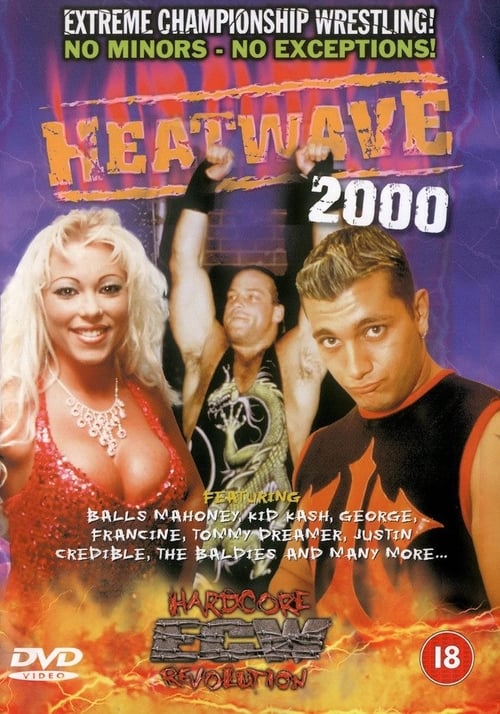 EXTREME CHAMPIONSHIP WRESTLING!
NO MINORS - NO EXCEPTIONS!
HEATWAVE
2000
FEATURING
BALLS MAHONEY, KID KASH, GEORGE,
FRANCINE, TOMMY DREAMER, JUSTIN
CREDIBLE, THE BALDIES AND MANY MORE...
HARDCORE
ECW
REVOLUTION
DVD
VIDEO
18